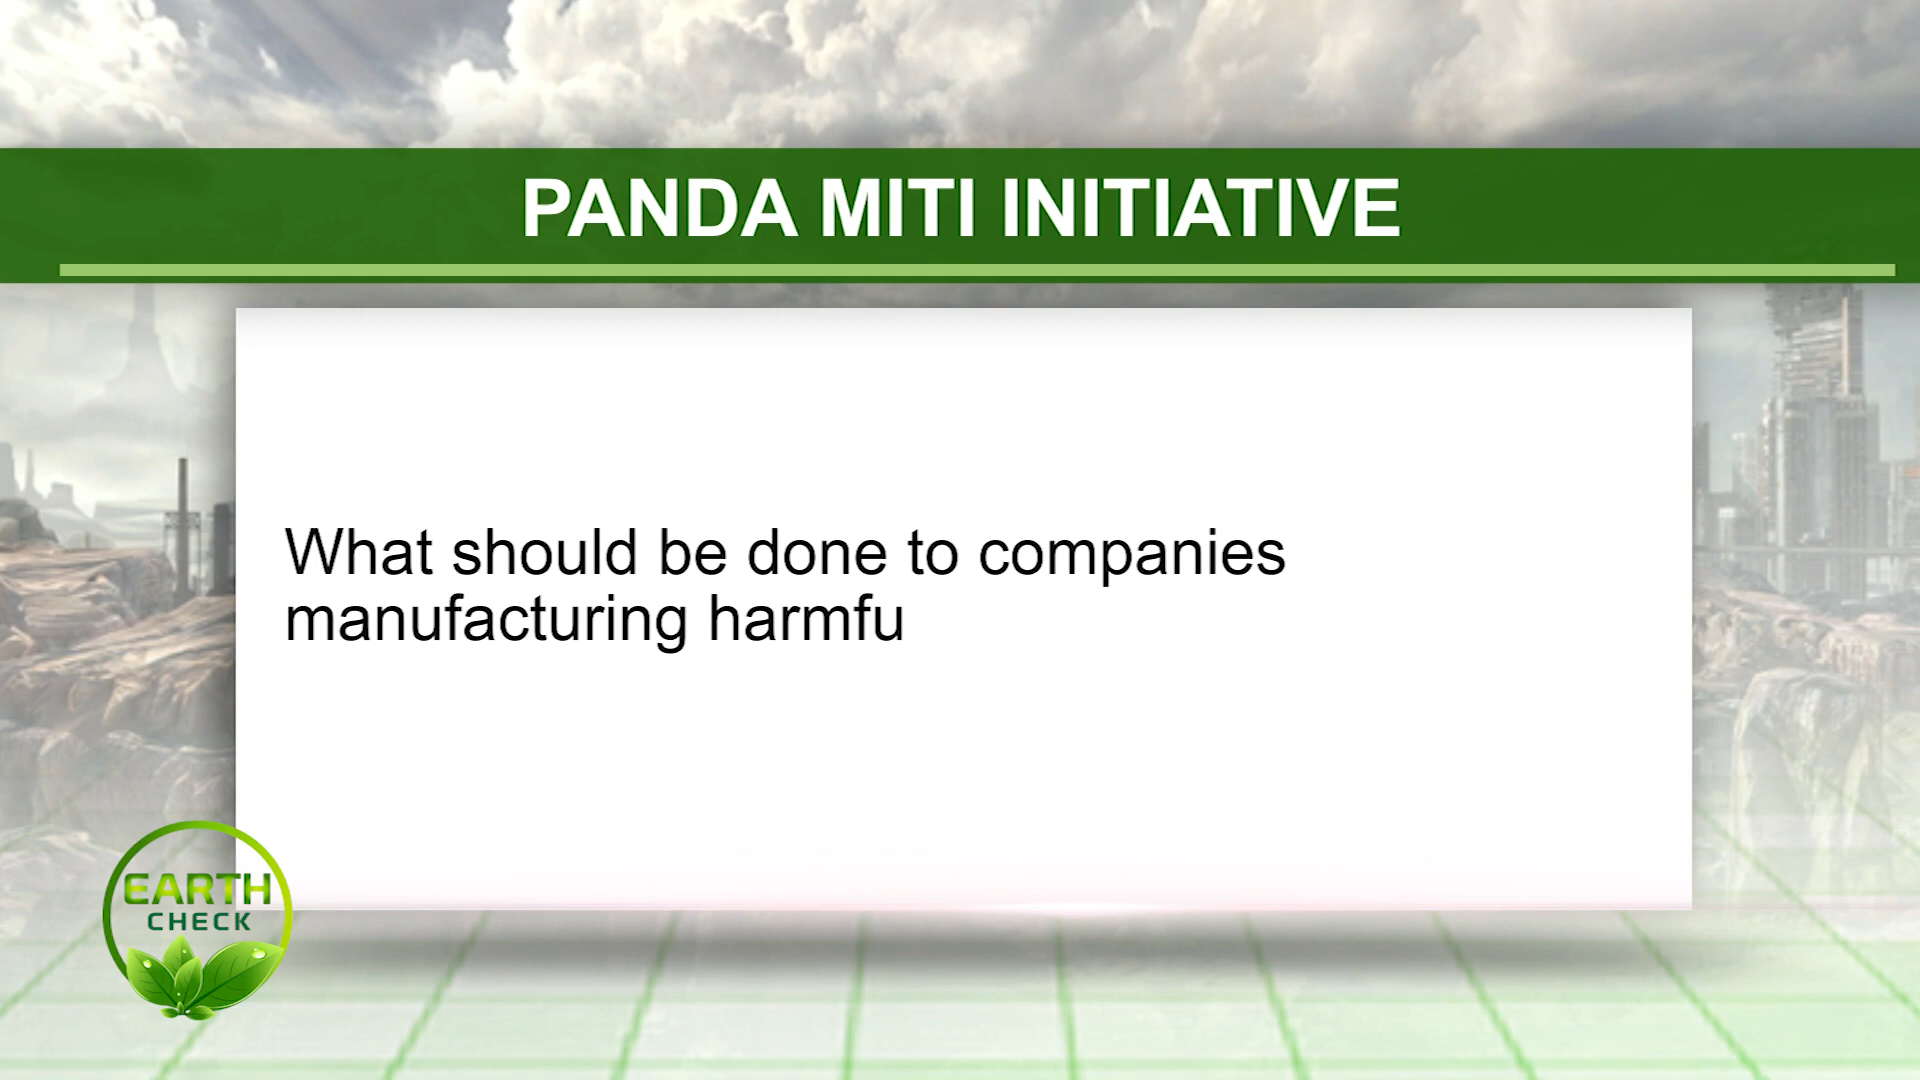 PANDA MITI INITIATIVE
What should be done to companies
manufacturing harmfu
EARTH
CHECK